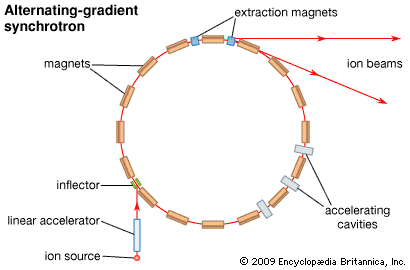 Alternating-gradient
synchrotron
extraction magnets
magnets
ion beams
inflector
linear accelerator
accelerating
cavities
ion source
© 2009 Encyclopædia Britannica, Inc.